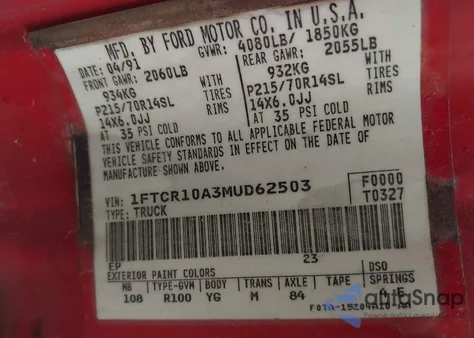 MFD. BY FORD MOTOR CO. IN U.S.A.
DATE: 04/91 GVWR: 4080LB/ 1850KG
FRONT GAWR: 2060LB REAR GAWR: 2055LB
934KG 932KG
P215/70R14SL TIRES P215/70R14SL TIRES
14X6.0JJ RIMS 14X6.0JJ RIMS
AT 35 PSI COLD AT 35 PSI COLD
THIS VEHICLE CONFORMS TO ALL APPLICABLE FEDERAL MOTOR
VEHICLE SAFETY STANDARDS IN EFFECT ON THE DATE OF
MANUFACTURE SHOWN ABOVE.
VIN: 1FTCR10A3MUD62503 F0000
TYPE: TRUCK T0327
EP 23
EXTERIOR PAINT COLORS DSO
WB TYPE-GVM BODY TRANS AXLE TAPE SPRINGS
108 R100 YG M 84
autoSnap